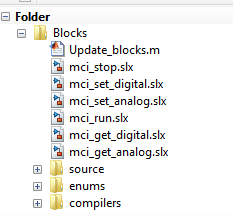 Folder
Blocks
Update_blocks.m
mci_stop.slx
mci_set_digital.slx
mci_set_analog.slx
mci_run.slx
mci_get_digital.slx
mci_get_analog.slx
source
enums
compilers